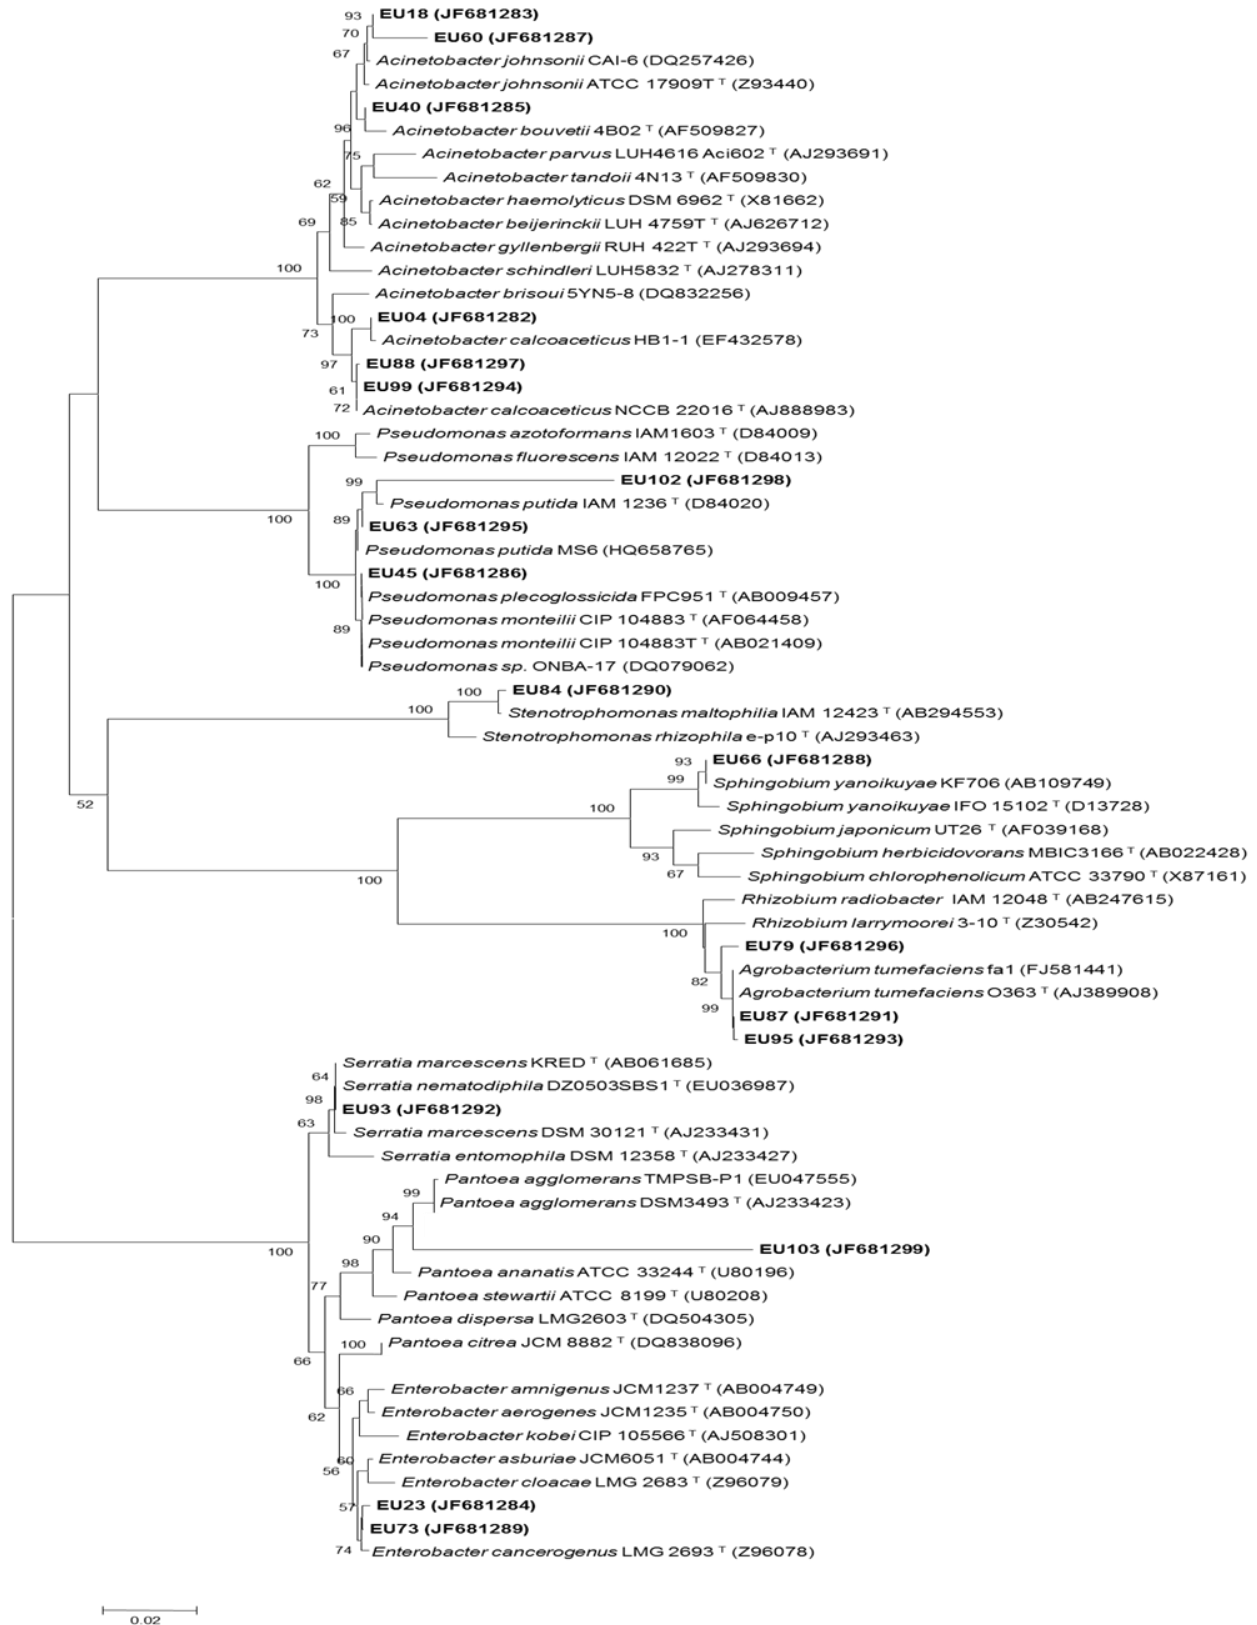 93
EU18 (JF681283)
70
EU60 (JF681287)
67
Acinetobacter johnsonii CAI-6 (DQ257426)
Acinetobacter johnsonii ATCC 17909T T (Z93440)
EU40 (JF681285)
96
Acinetobacter bouvetii 4B02 T (AF509827)
75
Acinetobacter parvus LUH4616 Aci602 T (AJ293691)
Acinetobacter tandoii 4N13 T (AF509830)
62
59
Acinetobacter haemolyticus DSM 6962 T (X81662)
69
85
Acinetobacter beijerinckii LUH 4759T T (AJ626712)
Acinetobacter gyllenbergii RUH 422T T (AJ293694)
100
Acinetobacter schindleri LUH5832 T (AJ278311)
Acinetobacter brisoui 5YN5-8 (DQ832256)
100
EU04 (JF681282)
73
Acinetobacter calcoaceticus HB1-1 (EF432578)
97
EU88 (JF681297)
61
EU99 (JF681294)
72
Acinetobacter calcoaceticus NCCB 22016 T (AJ888983)
100
Pseudomonas azotoformans IAM1603 T (D84009)
Pseudomonas fluorescens IAM 12022 T (D84013)
99
EU102 (JF681298)
Pseudomonas putida IAM 1236 T (D84020)
100
89
EU63 (JF681295)
Pseudomonas putida MS6 (HQ658765)
100
EU45 (JF681286)
Pseudomonas plecoglossicida FPC951 T (AB009457)
89
Pseudomonas monteilii CIP 104883 T (AF064458)
Pseudomonas monteilii CIP 104883T T (AB021409)
Pseudomonas sp. ONBA-17 (DQ079062)
100
EU84 (JF681290)
100
Stenotrophomonas maltophilia IAM 12423 T (AB294553)
Stenotrophomonas rhizophila e-p10 T (AJ293463)
93
EU66 (JF681288)
99
Sphingobium yanoikuyae KF706 (AB109749)
52
100
Sphingobium yanoikuyae IFO 15102 T (D13728)
Sphingobium japonicum UT26 T (AF039168)
93
Sphingobium herbicidovorans MBIC3166 T (AB022428)
100
67
Sphingobium chlorophenolicum ATCC 33790 T (X87161)
Rhizobium radiobacter IAM 12048 T (AB247615)
100
Rhizobium larrymoorei 3-10 T (Z30542)
EU79 (JF681296)
82
Agrobacterium tumefaciens fa1 (FJ581441)
Agrobacterium tumefaciens O363 T (AJ389908)
99
EU87 (JF681291)
EU95 (JF681293)
Serratia marcescens KRED T (AB061685)
64
Serratia nematodiphila DZ0503SBS1 T (EU036987)
98
EU93 (JF681292)
63
Serratia marcescens DSM 30121 T (AJ233431)
Serratia entomophila DSM 12358 T (AJ233427)
Pantoea agglomerans TMPSB-P1 (EU047555)
99
Pantoea agglomerans DSM3493 T (AJ233423)
94
90
100
EU103 (JF681299)
98
Pantoea ananatis ATCC 33244 T (U80196)
77
Pantoea stewartii ATCC 8199 T (U80208)
Pantoea dispersa LMG2603 T (DQ504305)
100
Pantoea citrea JCM 8882 T (DQ838096)
66
66
Enterobacter amnigenus JCM1237 T (AB004749)
62
Enterobacter aerogenes JCM1235 T (AB004750)
Enterobacter kobei CIP 105566 T (AJ508301)
60
Enterobacter asburiae JCM6051 T (AB004744)
56
Enterobacter cloacae LMG 2683 T (Z96079)
57
EU23 (JF681284)
EU73 (JF681289)
74
Enterobacter cancerogenus LMG 2693 T (Z96078)
0.02